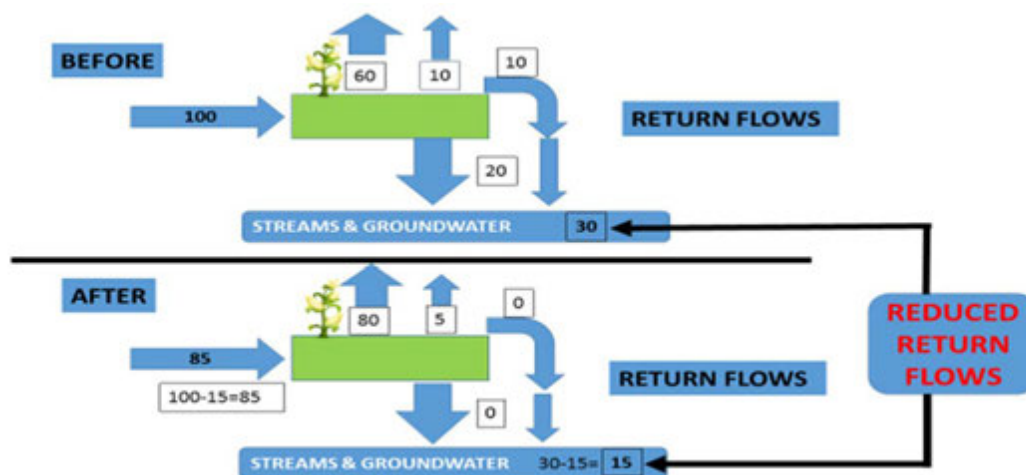 BEFORE
60
10
10
100
RETURN FLOWS
20
STREAMS & GROUNDWATER 30
AFTER
80
5
0
85
100-15=85
RETURN FLOWS
0
STREAMS & GROUNDWATER 30-15= 15
REDUCED
RETURN
FLOWS